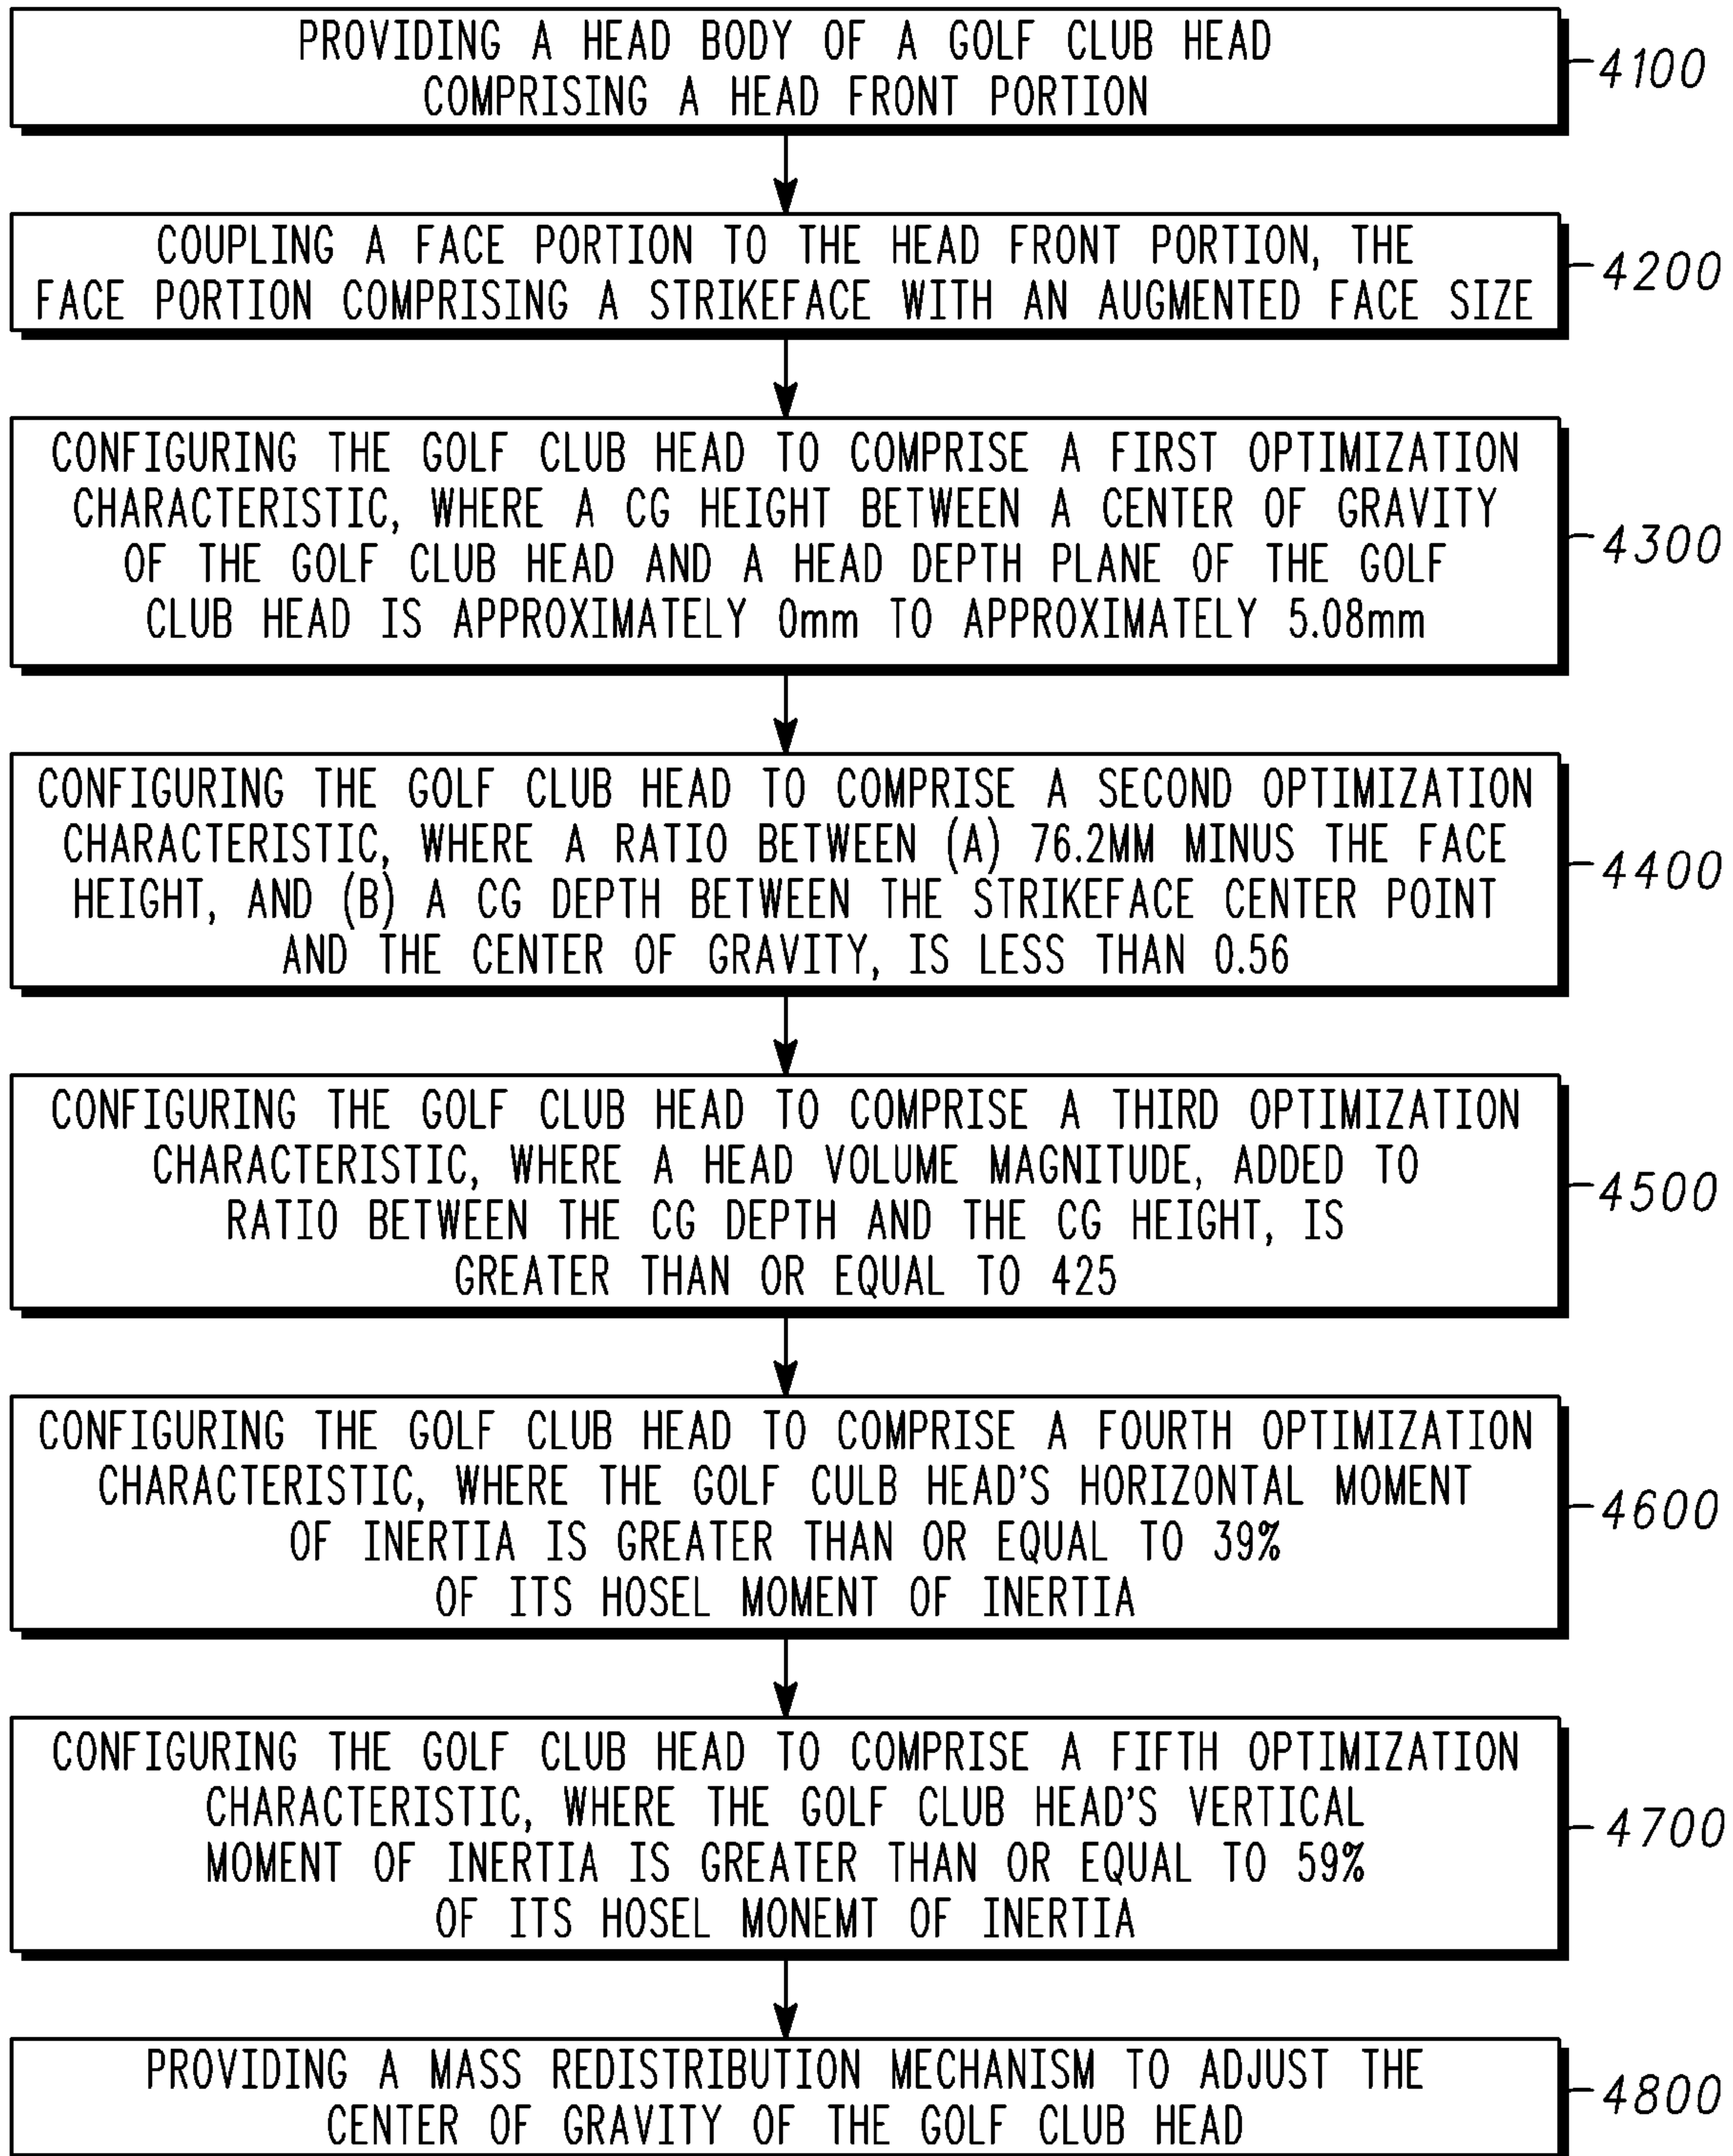 PROVIDING A HEAD BODY OF A GOLF CLUB HEAD
COMPRISING A HEAD FRONT PORTION
4100
COUPLING A FACE PORTION TO THE HEAD FRONT PORTION, THE
FACE PORTION COMPRISING A STRIKEFACE WITH AN AUGMENTED FACE SIZE
4200
CONFIGURING THE GOLF CLUB HEAD TO COMPRISE A FIRST OPTIMIZATION
CHARACTERISTIC, WHERE A CG HEIGHT BETWEEN A CENTER OF GRAVITY
OF THE GOLF CLUB HEAD AND A HEAD DEPTH PLANE OF THE GOLF
CLUB HEAD IS APPROXIMATELY 0mm TO APPROXIMATELY 5.08mm
4300
CONFIGURING THE GOLF CLUB HEAD TO COMPRISE A SECOND OPTIMIZATION
CHARACTERISTIC, WHERE A RATIO BETWEEN (A) 76.2MM MINUS THE FACE
HEIGHT, AND (B) A CG DEPTH BETWEEN THE STRIKEFACE CENTER POINT
AND THE CENTER OF GRAVITY, IS LESS THAN 0.56
4400
CONFIGURING THE GOLF CLUB HEAD TO COMPRISE A THIRD OPTIMIZATION
CHARACTERISTIC, WHERE A HEAD VOLUME MAGNITUDE, ADDED TO
RATIO BETWEEN THE CG DEPTH AND THE CG HEIGHT, IS
GREATER THAN OR EQUAL TO 425
4500
CONFIGURING THE GOLF CLUB HEAD TO COMPRISE A FOURTH OPTIMIZATION
CHARACTERISTIC, WHERE THE GOLF CULB HEAD'S HORIZONTAL MOMENT
OF INERTIA IS GREATER THAN OR EQUAL TO 39%
OF ITS HOSEL MOMENT OF INERTIA
4600
CONFIGURING THE GOLF CLUB HEAD TO COMPRISE A FIFTH OPTIMIZATION
CHARACTERISTIC, WHERE THE GOLF CLUB HEAD'S VERTICAL
MOMENT OF INERTIA IS GREATER THAN OR EQUAL TO 59%
OF ITS HOSEL MONEMT OF INERTIA
4700
PROVIDING A MASS REDISTRIBUTION MECHANISM TO ADJUST THE
CENTER OF GRAVITY OF THE GOLF CLUB HEAD
4800